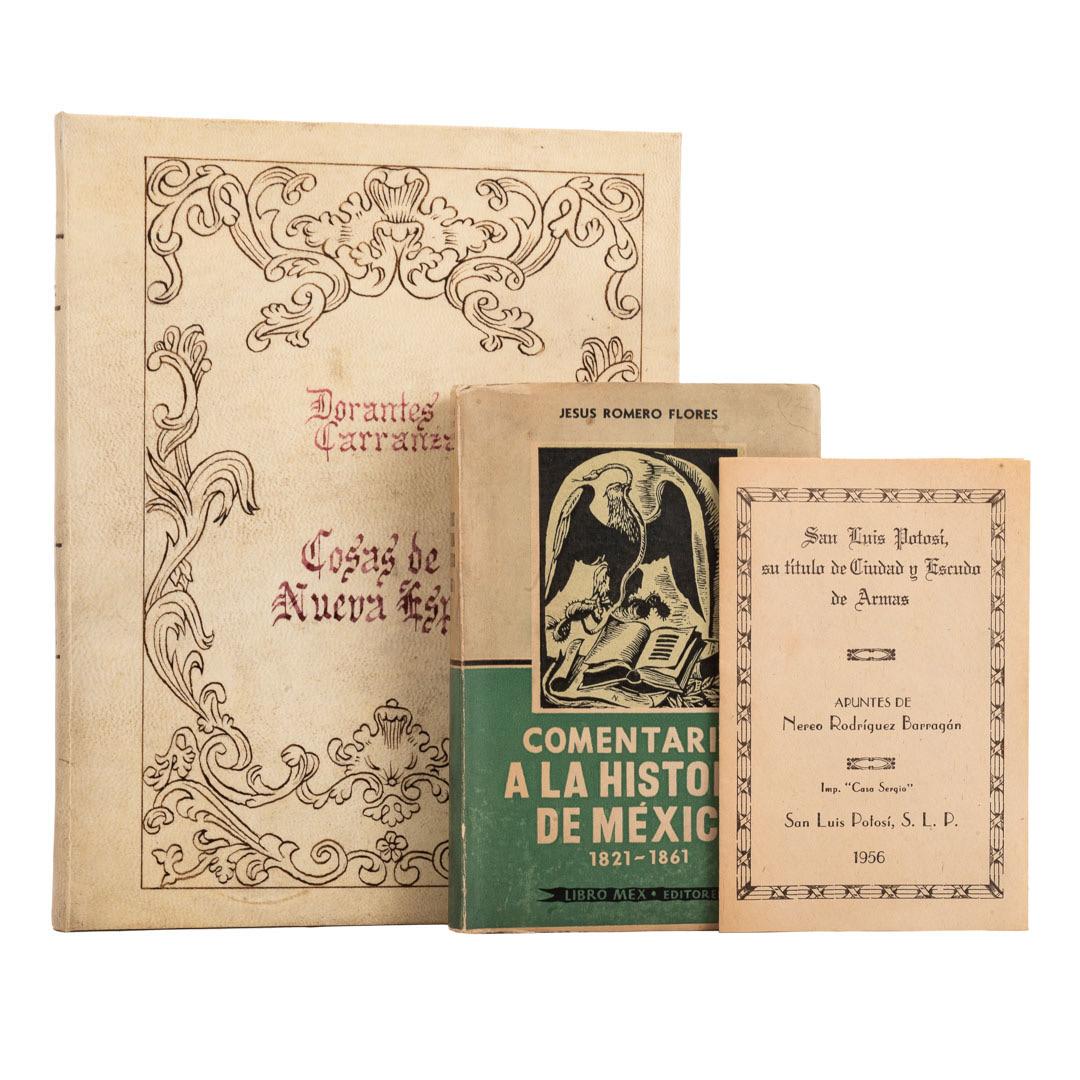 Dorantes
Carranza
Cosas de
Nueva Esp
JESUS ROMERO FLORES
COMENTARI
A LA HISTO
DE MÉXIC
1821-1861
LIBRO MEX • EDITORE
San Luis Potosí,
su título de Ciudad y Escudo
de Armas
APUNTES DE
Nereo Rodríguez Barragán
Imp. "Casa Sergio"
San Luis Potosí, S. L. P.
1956